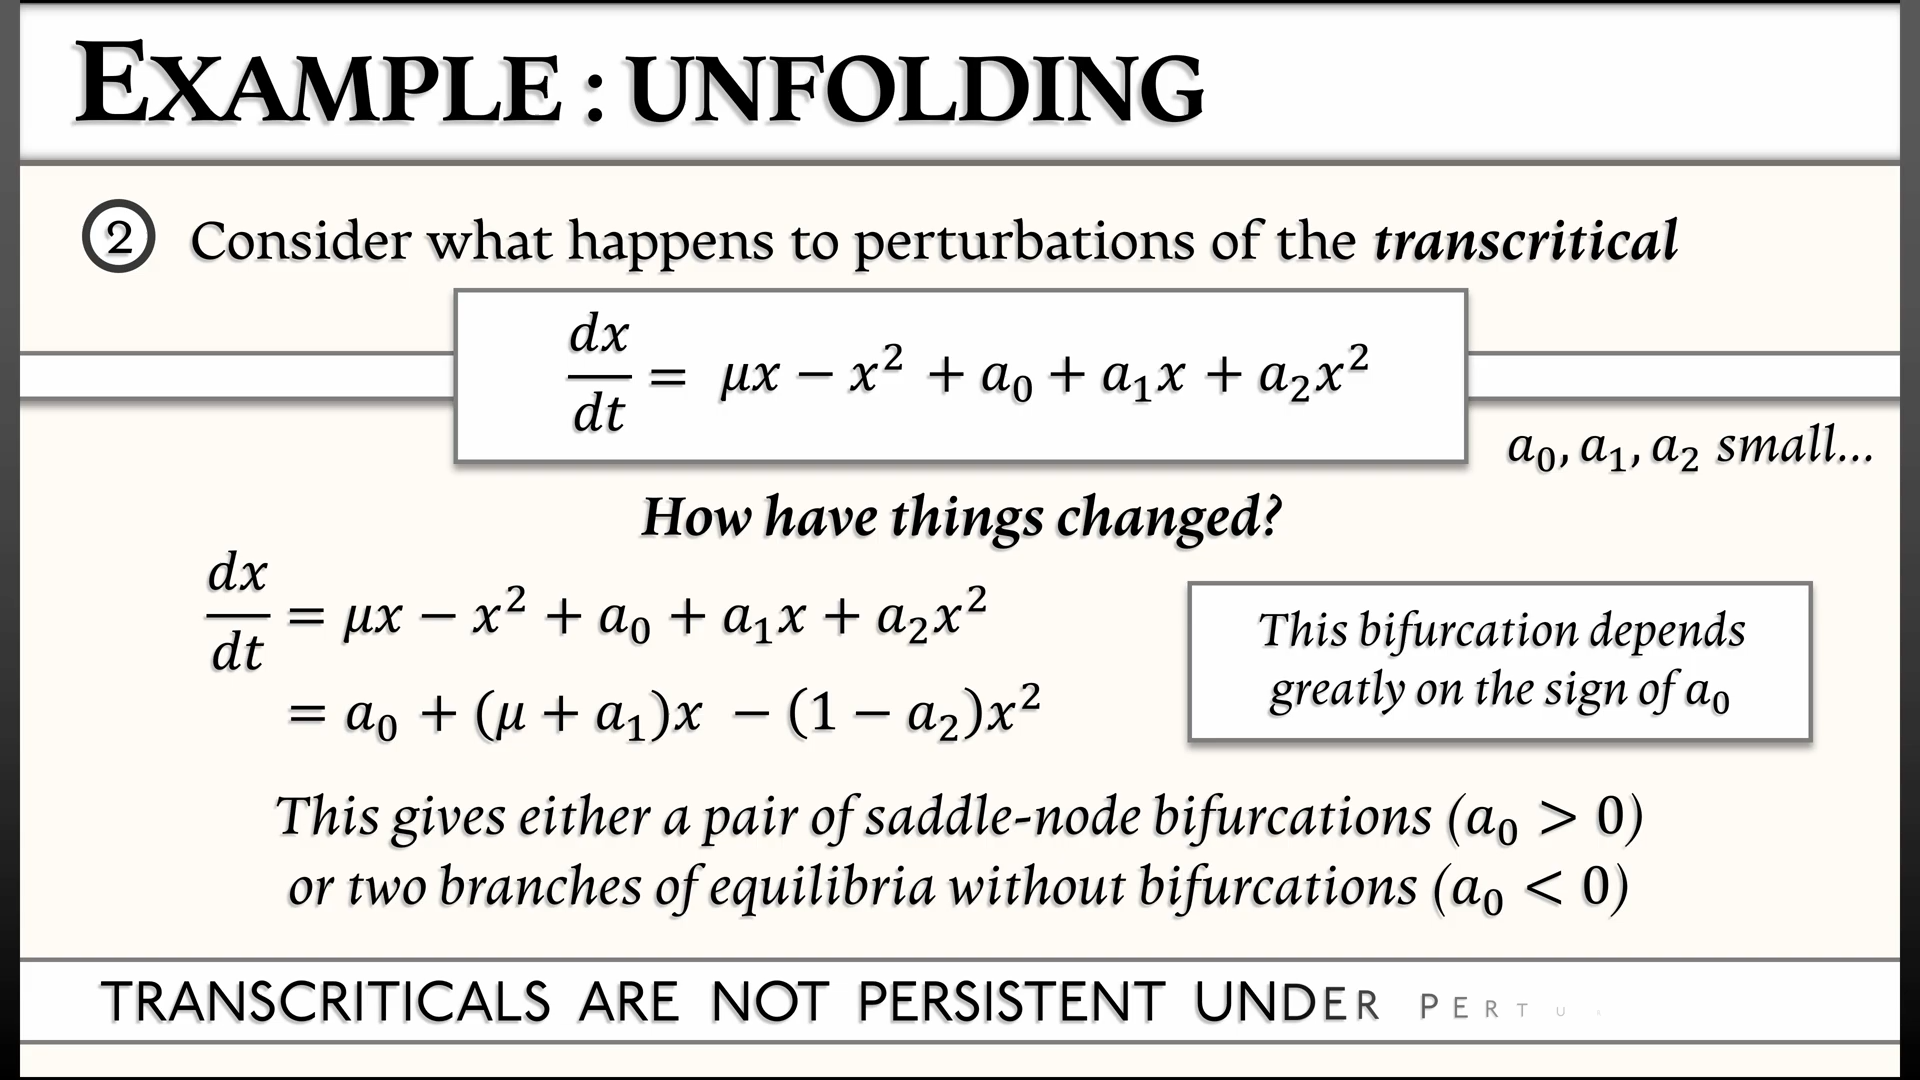 EXAMPLE : UNFOLDING
2 Consider what happens to perturbations of the transcritical
dx/dt = μx − x² + a₀ + a₁x + a₂x²
a₀, a₁, a₂ small...
How have things changed?
dx/dt = μx − x² + a₀ + a₁x + a₂x²
= a₀ + (μ + a₁)x − (1 − a₂)x²
This bifurcation depends
greatly on the sign of a₀
This gives either a pair of saddle-node bifurcations (a₀ > 0)
or two branches of equilibria without bifurcations (a₀ < 0)
TRANSCRITICALS ARE NOT PERSISTENT UNDER PERTU